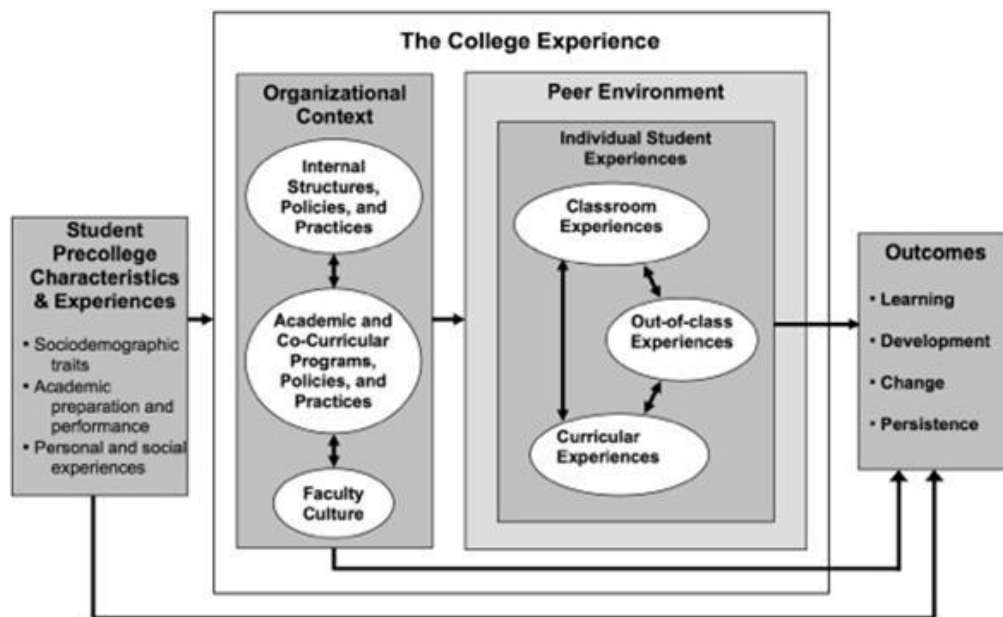 The College Experience
Student
Precollege
Characteristics
& Experiences
• Sociodemographic
traits
• Academic
preparation and
performance
• Personal and social
experiences
Organizational
Context
Internal
Structures,
Policies, and
Practices
Academic and
Co-Curricular
Programs,
Policies, and
Practices
Faculty
Culture
Peer Environment
Individual Student
Experiences
Classroom
Experiences
Out-of-class
Experiences
Curricular
Experiences
Outcomes
• Learning
• Development
• Change
• Persistence